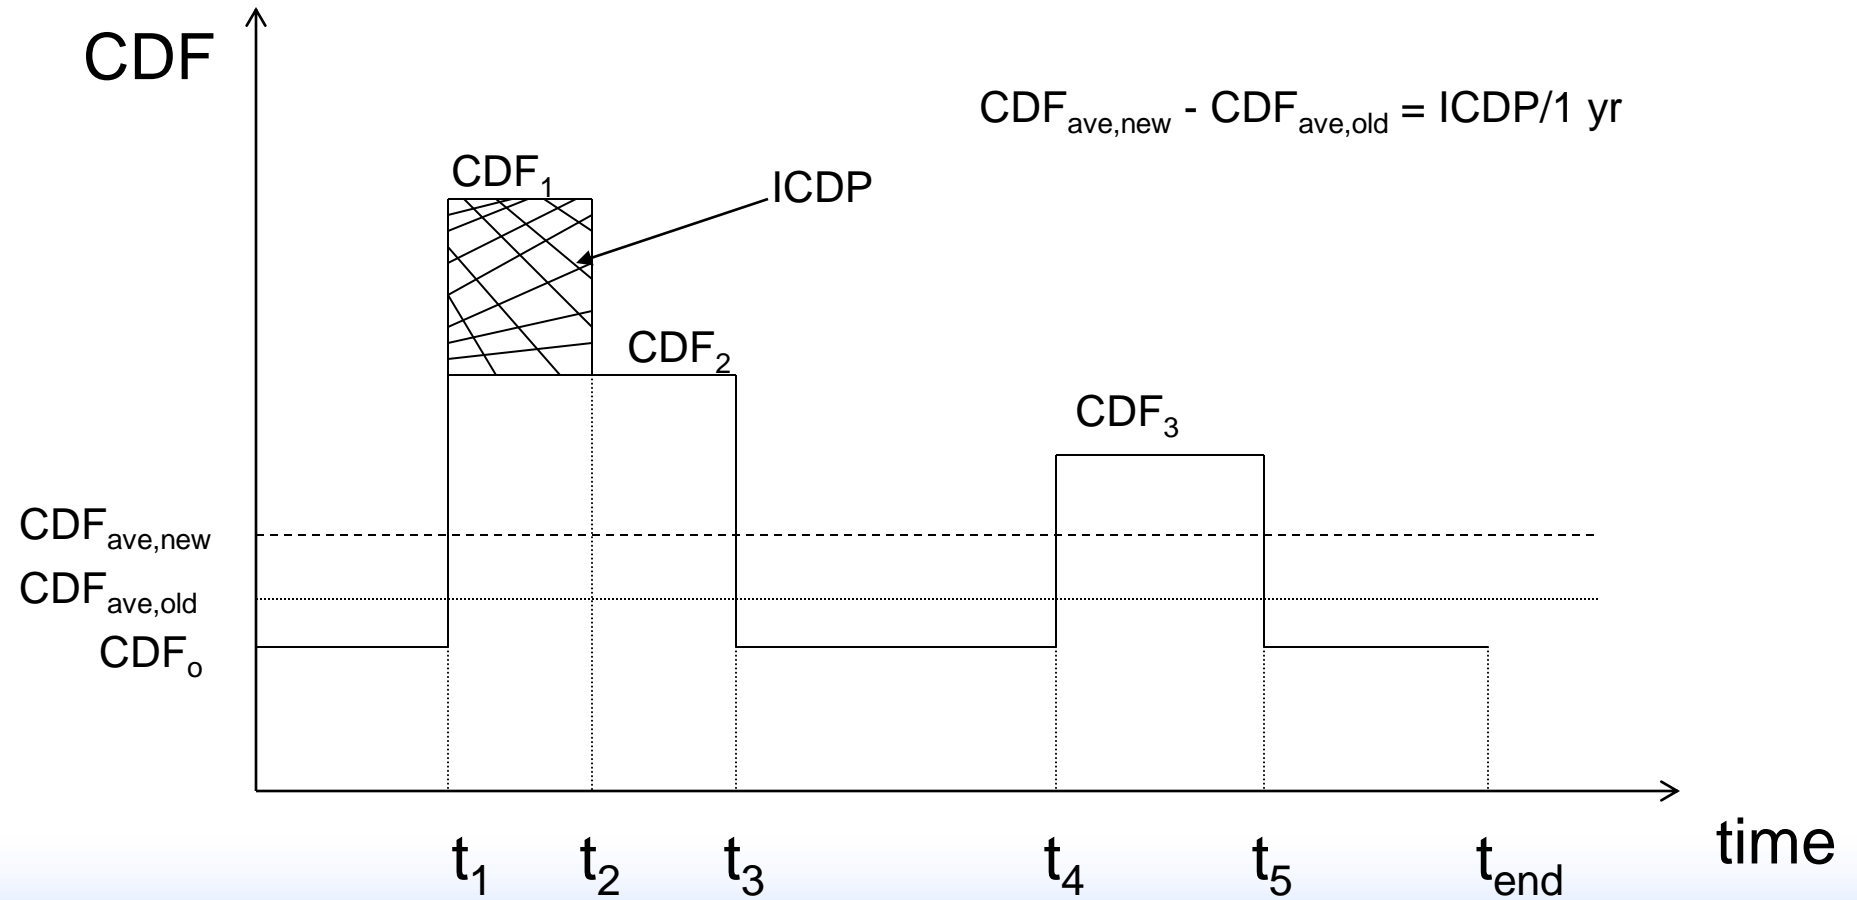 CDF
CDFave,new - CDFave,old = ICDP/1 yr
CDF1
ICDP
CDF2
CDF3
CDFave,new
CDFave,old
CDFo
t1 t2 t3 t4 t5 tend
time